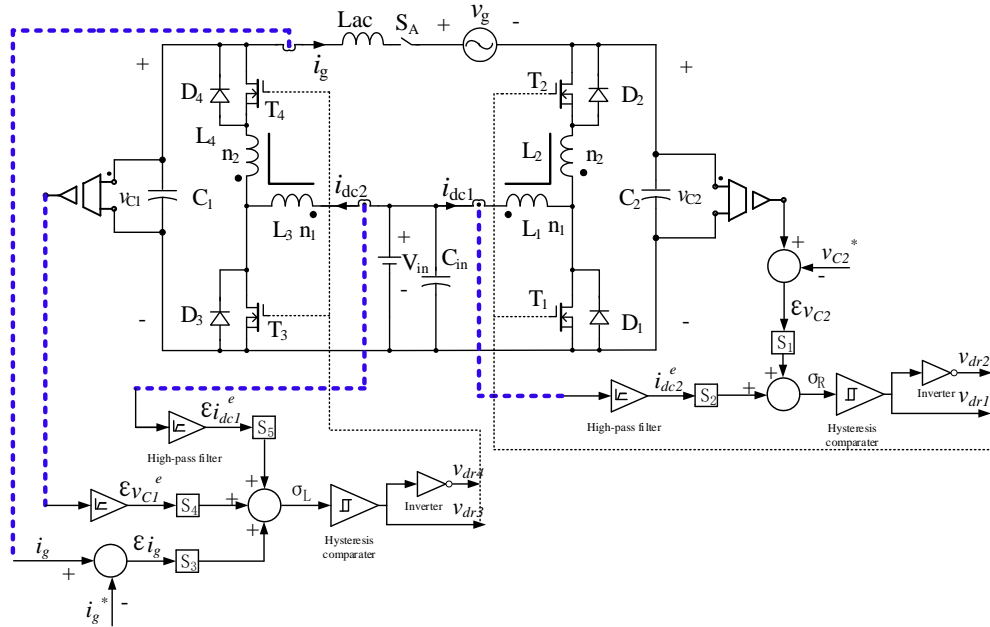 Lac
S_A
+
v_g
-
i_g
+
D_4
T_4
T_2
D_2
+
L_4
n_2
L_2
n_2
v_C1
C_1
i_dc2
i_dc1
C_2
v_C2
L_3 n_1
L_1 n_1
+
V_in
-
C_in
+
v_C2*
-
D_3
T_3
T_1
D_1
-
-
εv_C2
S_1
+
εi_dc1^e
S_5
High-pass filter
i_dc2^e
S_2
High-pass filter
+
σ_R
Hysteresis
comparater
Inverter
v_dr2
v_dr1
+
εv_C1^e
S_4
+
+
σ_L
Hysteresis
comparater
Inverter
v_dr4
v_dr3
i_g
+
εi_g
S_3
i_g*
-